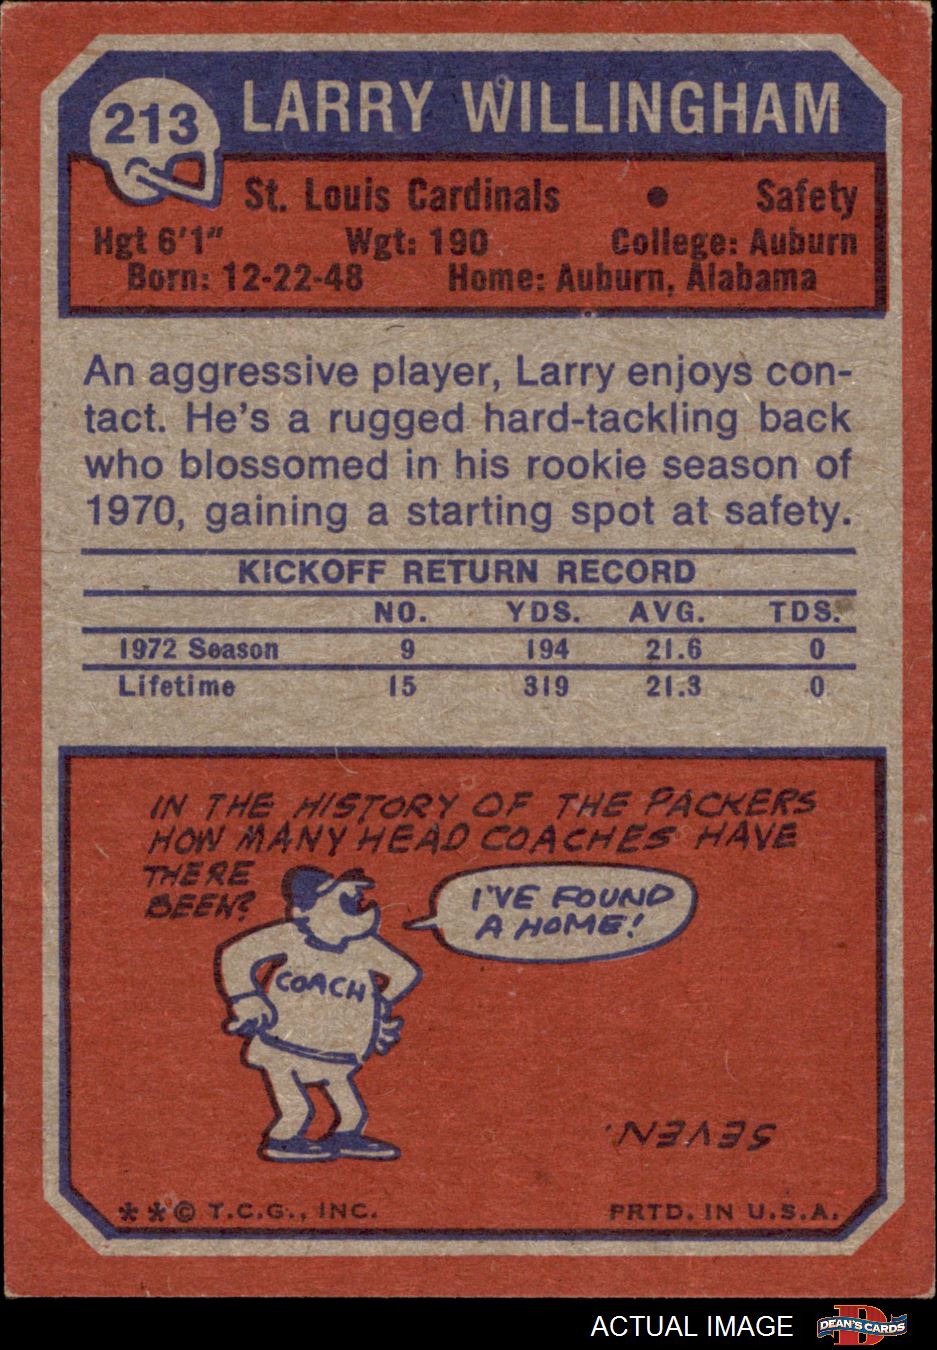 213 LARRY WILLINGHAM
St. Louis Cardinals • Safety
Hgt 6'1" Wgt: 190 College: Auburn
Born: 12-22-48 Home: Auburn, Alabama
An aggressive player, Larry enjoys con-
tact. He's a rugged hard-tackling back
who blossomed in his rookie season of
1970, gaining a starting spot at safety.
KICKOFF RETURN RECORD
NO. YDS. AVG. TDS.
1972 Season 9 194 21.6 0
Lifetime 15 319 21.3 0
IN THE HISTORY OF THE PACKERS
HOW MANY HEAD COACHES HAVE
THERE
BEEN?
I'VE FOUND
A HOME!
COACH
SEVEN.
**© T.C.G., INC. PRTD. IN U.S.A.
ACTUAL IMAGE DEAN'S CARDS